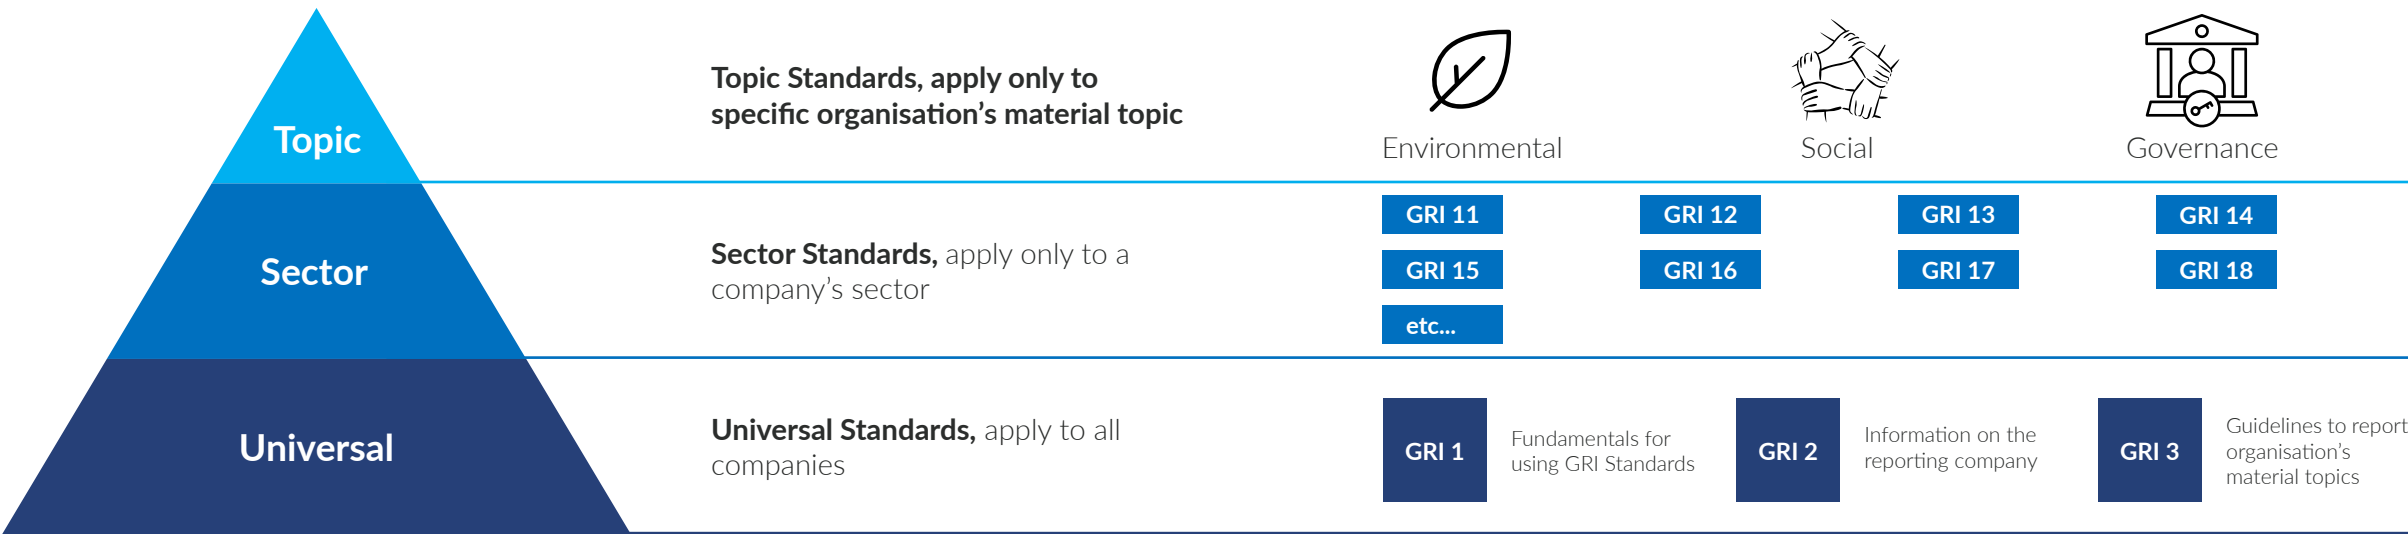 Topic
Topic Standards, apply only to
specific organisation's material topic
Environmental
Social
Governance
Sector
Sector Standards, apply only to a
company's sector
GRI 11
GRI 12
GRI 13
GRI 14
GRI 15
GRI 16
GRI 17
GRI 18
etc...
Universal
Universal Standards, apply to all
companies
GRI 1
Fundamentals for
using GRI Standards
GRI 2
Information on the
reporting company
GRI 3
Guidelines to report
organisation's
material topics